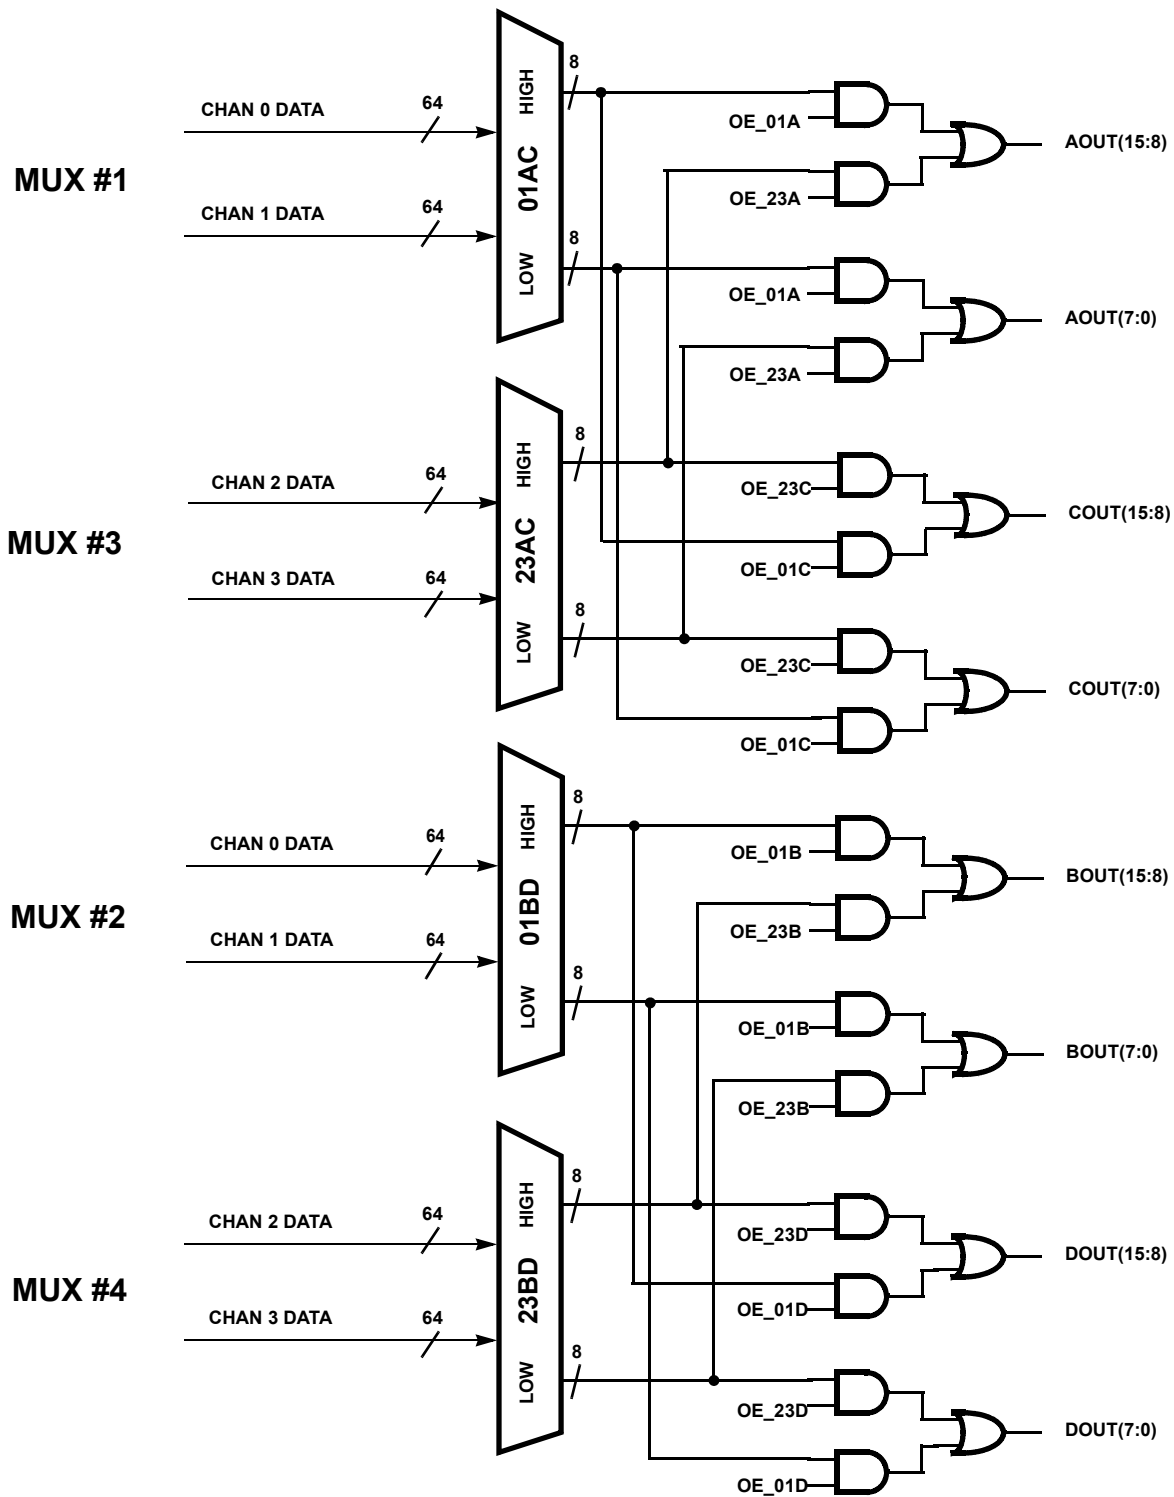 MUX #1
CHAN 0 DATA
64
CHAN 1 DATA
64
HIGH
01AC
LOW
8
8
OE_01A
OE_23A
AOUT(15:8)
OE_01A
OE_23A
AOUT(7:0)
MUX #3
CHAN 2 DATA
64
CHAN 3 DATA
64
HIGH
23AC
LOW
8
8
OE_23C
OE_01C
COUT(15:8)
OE_23C
OE_01C
COUT(7:0)
MUX #2
CHAN 0 DATA
64
CHAN 1 DATA
64
HIGH
01BD
LOW
8
8
OE_01B
OE_23B
BOUT(15:8)
OE_01B
OE_23B
BOUT(7:0)
MUX #4
CHAN 2 DATA
64
CHAN 3 DATA
64
HIGH
23BD
LOW
8
8
OE_23D
OE_01D
DOUT(15:8)
OE_23D
OE_01D
DOUT(7:0)